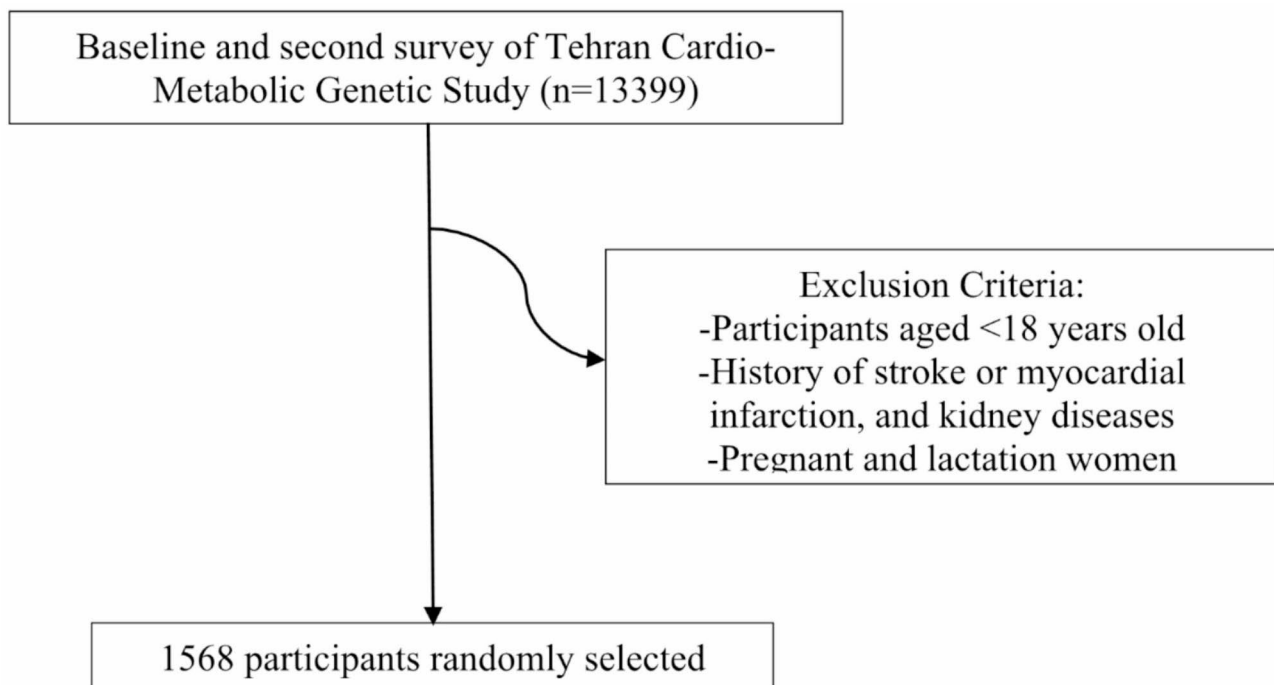 Baseline and second survey of Tehran Cardio-
Metabolic Genetic Study (n=13399)
Exclusion Criteria:
-Participants aged <18 years old
-History of stroke or myocardial
infarction, and kidney diseases
-Pregnant and lactation women
1568 participants randomly selected